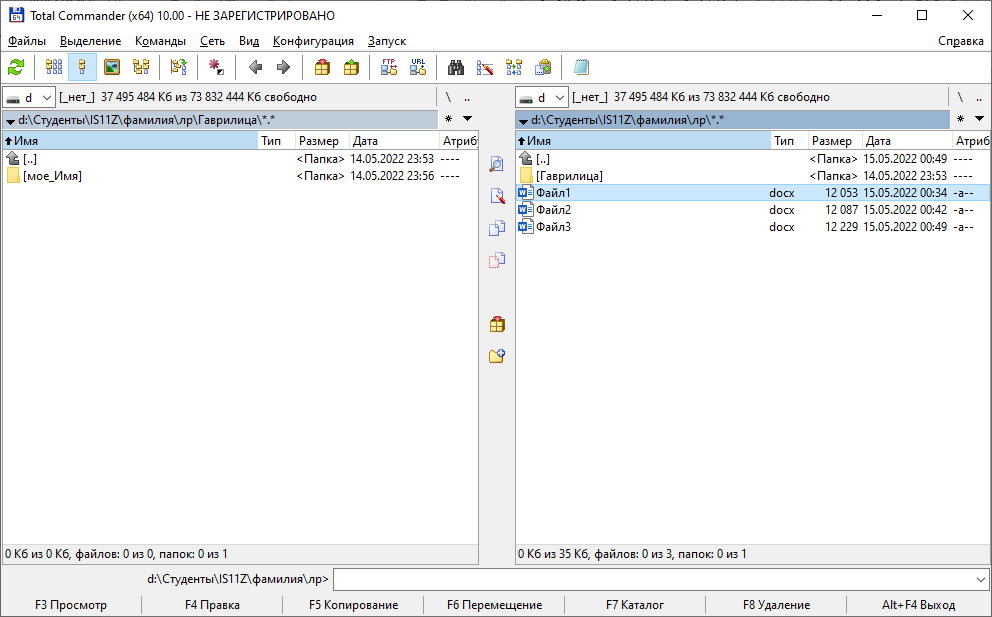 Total Commander (x64) 10.00 - НЕ ЗАРЕГИСТРИРОВАНО
Файлы Выделение Команды Сеть Вид Конфигурация Запуск Справка
FTP URL
d [_нет_] 37 495 484 Кб из 73 832 444 Кб свободно \ ..
d:\Студенты\IS11Z\фамилия\лр\Гаврилица\*.* *
Имя Тип Размер Дата Атриб
[..] <Папка> 14.05.2022 23:53 ----
[мое_Имя] <Папка> 14.05.2022 23:56 ----
0 Кб из 0 Кб, файлов: 0 из 0, папок: 0 из 1
d [_нет_] 37 495 484 Кб из 73 832 444 Кб свободно \ ..
d:\Студенты\IS11Z\фамилия\лр\*.* *
Имя Тип Размер Дата Атриб
[..] <Папка> 15.05.2022 00:49 ----
[Гаврилица] <Папка> 14.05.2022 23:53 ----
Файл1 docx 12 053 15.05.2022 00:34 -a--
Файл2 docx 12 087 15.05.2022 00:42 -a--
Файл3 docx 12 229 15.05.2022 00:49 -a--
0 Кб из 35 Кб, файлов: 0 из 3, папок: 0 из 1
d:\Студенты\IS11Z\фамилия\лр>
F3 Просмотр F4 Правка F5 Копирование F6 Перемещение F7 Каталог F8 Удаление Alt+F4 Выход